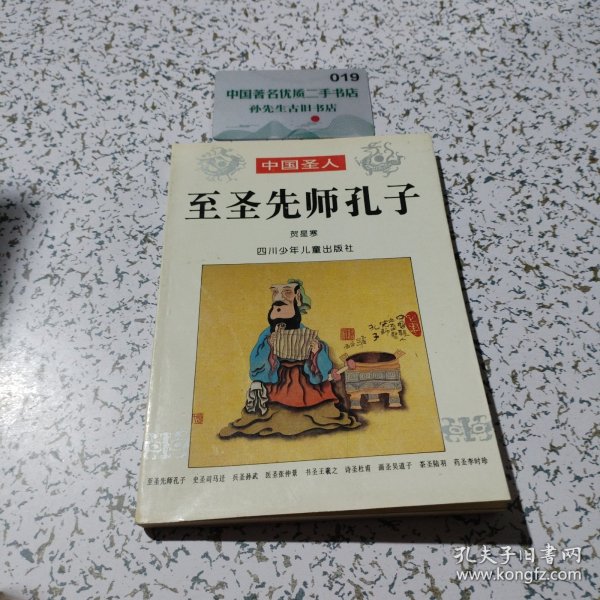 019
中国著名优质二手书店
孙先生古旧书店
中国圣人
至圣先师孔子
贺星寒
四川少年儿童出版社
孔子
至圣先师孔子 史圣司马迁 兵圣孙武 医圣张仲景 书圣王羲之 诗圣杜甫 画圣吴道子 茶圣陆羽 药圣李时珍
孔夫子旧书网
www.kongfz.com